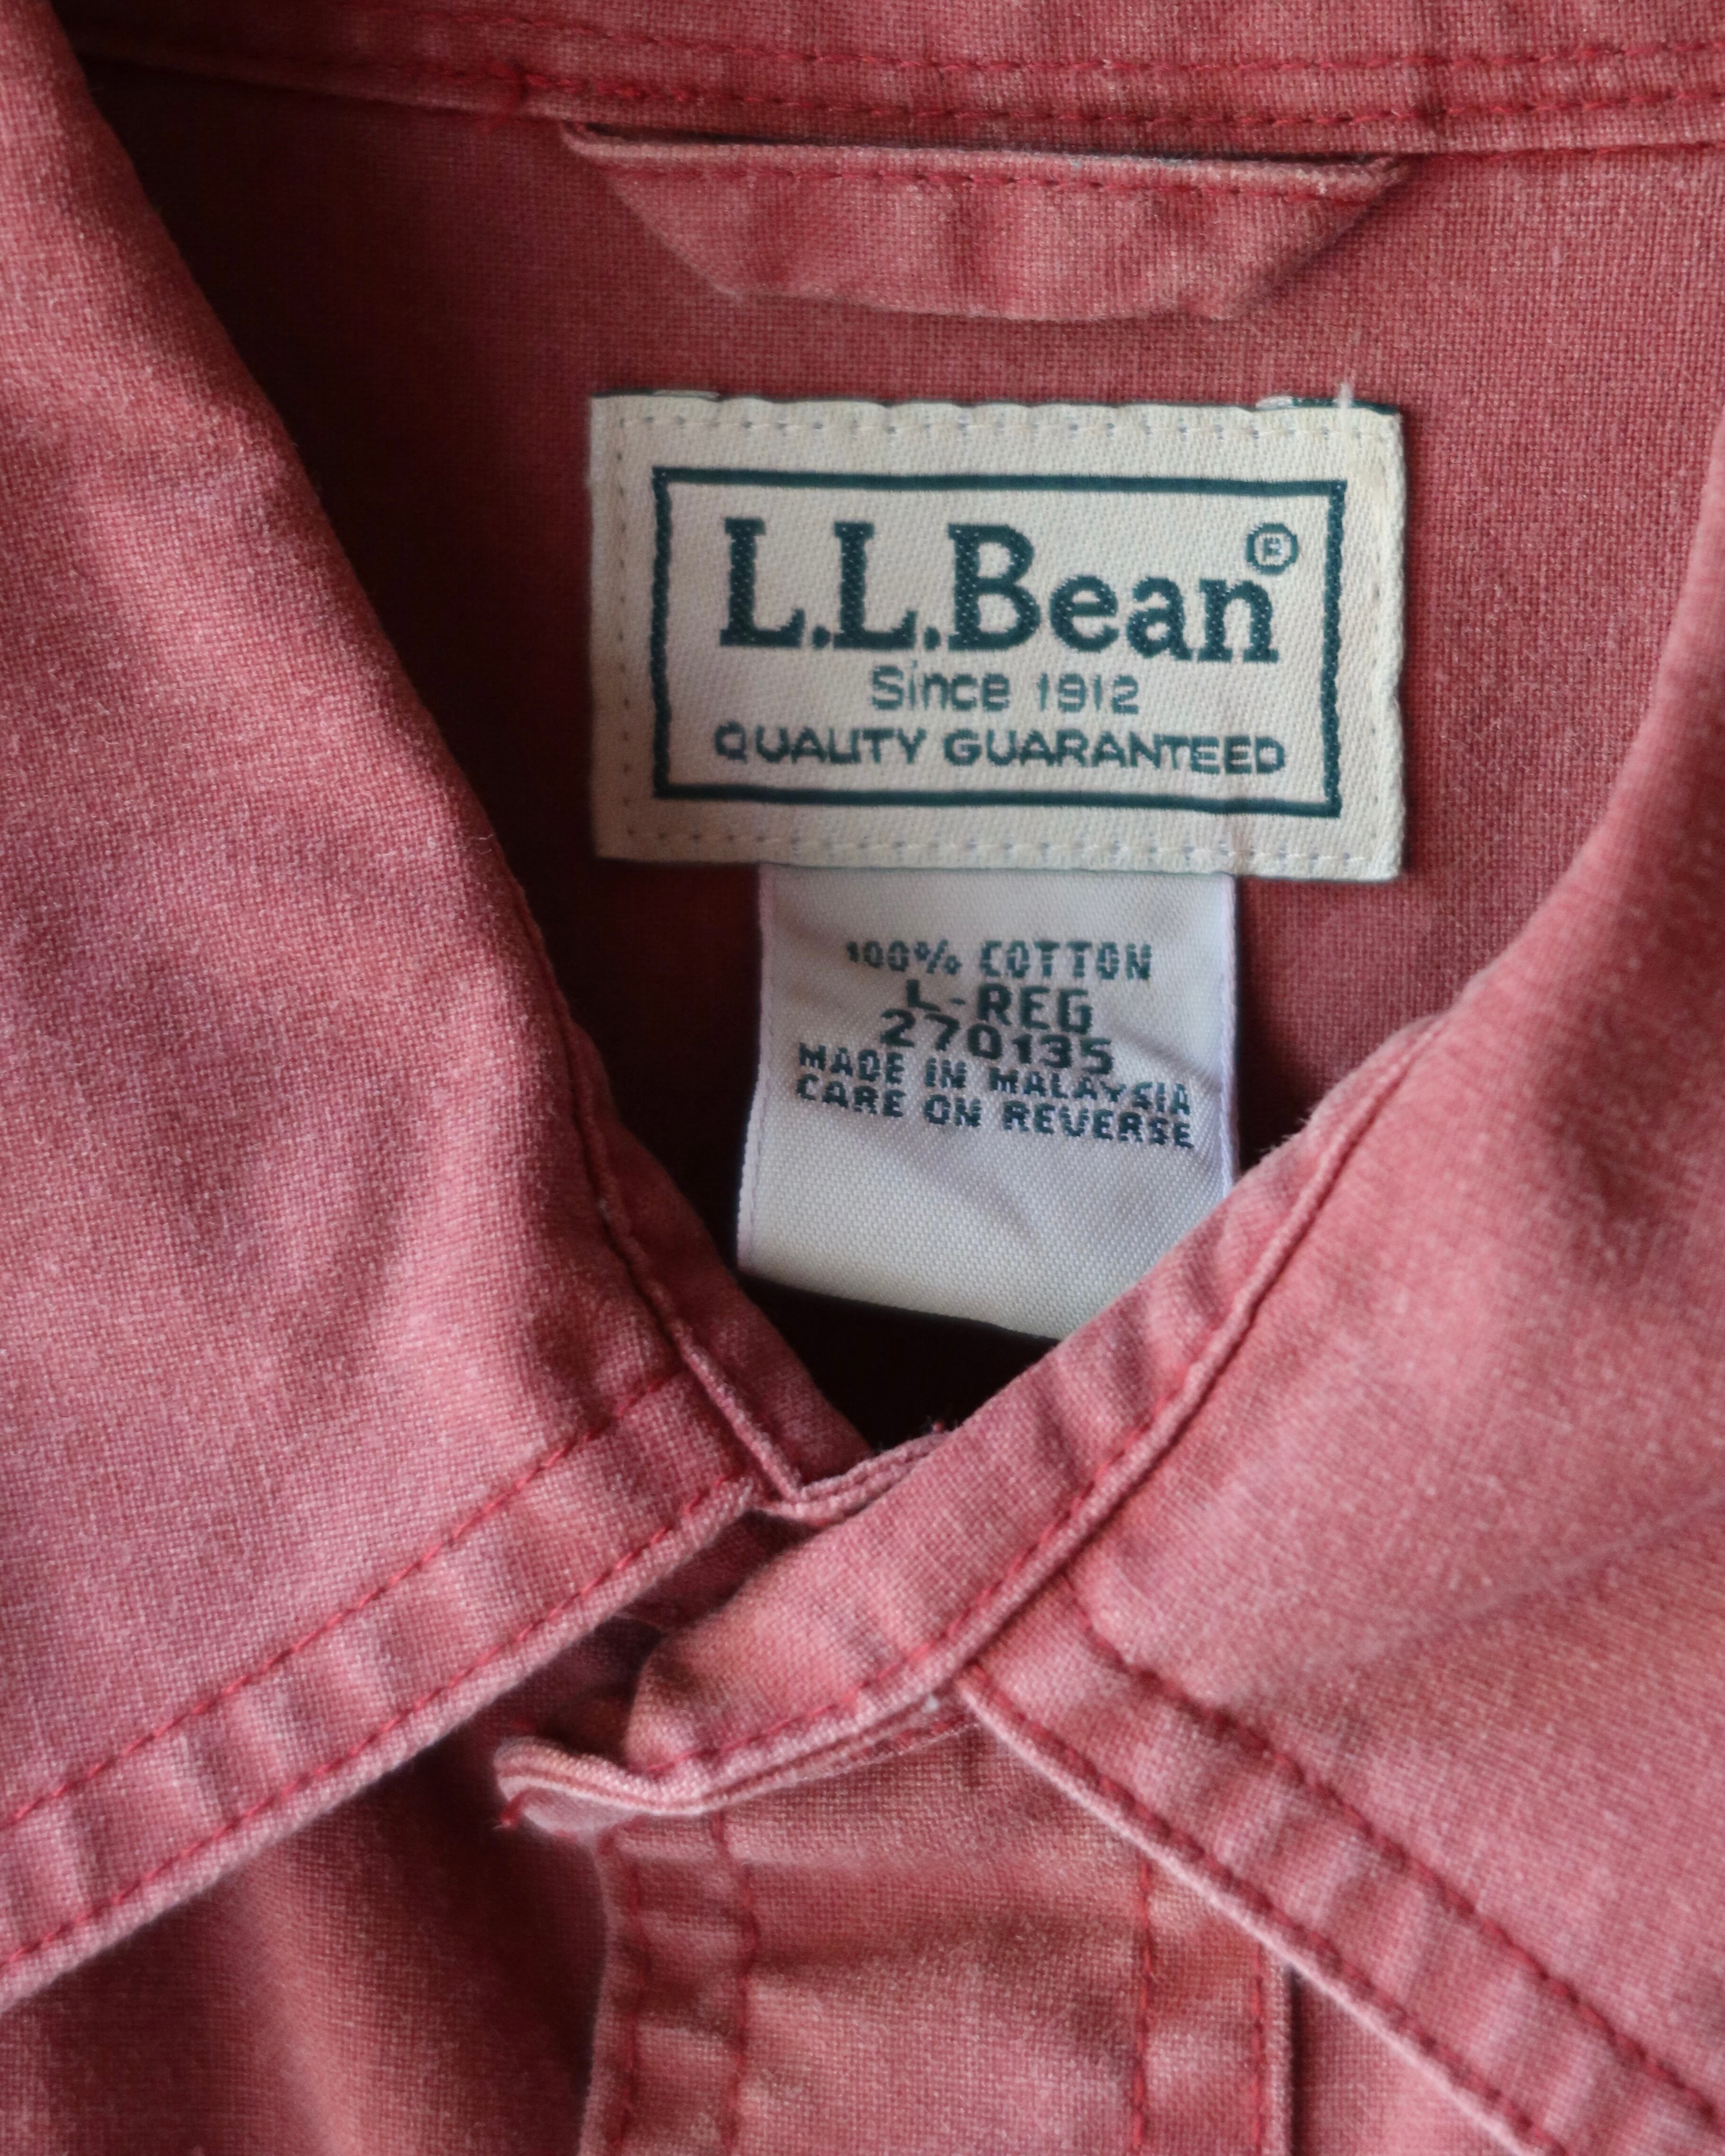 L.L.Bean®
Since 1912
QUALITY GUARANTEED
100% COTTON
L-REG
270135
MADE IN MALAYSIA
CARE ON REVERSE